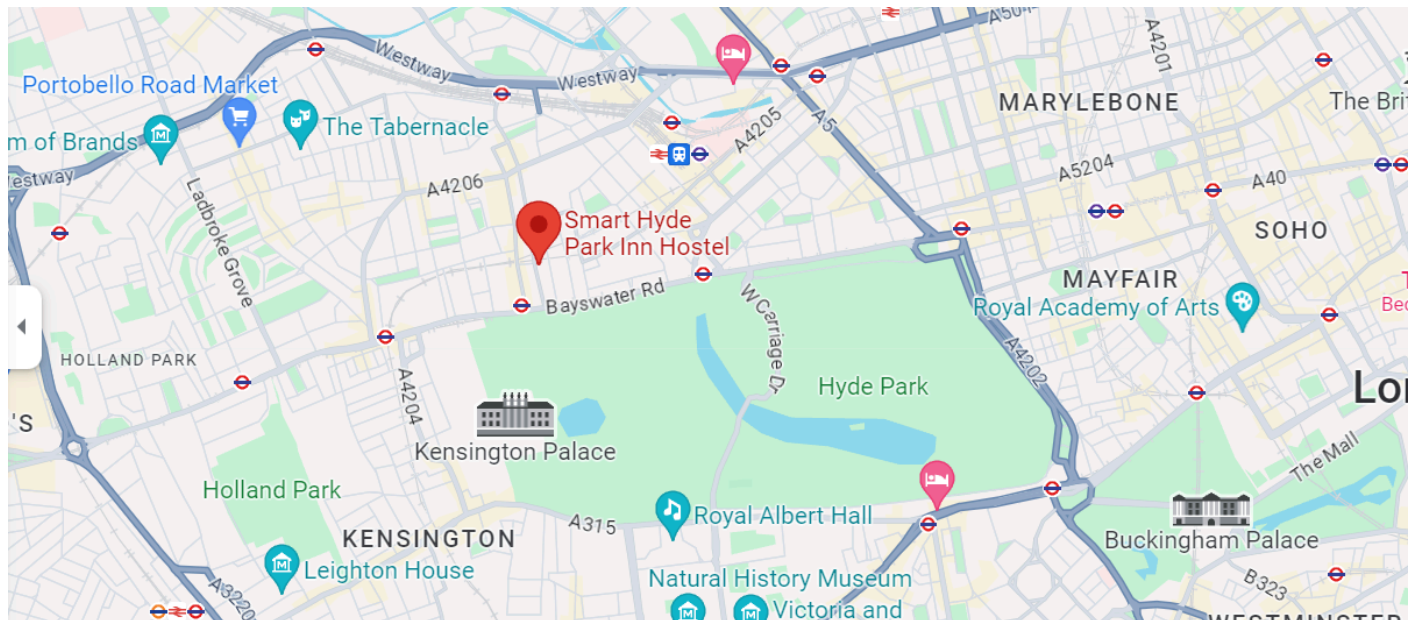 A501
A4201
Westway
Westway
Portobello Road Market
MARYLEBONE
The Brit
The Tabernacle
A5
A4205
m of Brands
A5204
estway
A4206
A40
Ladbroke Grove
Smart Hyde
Park Inn Hostel
SOHO
MAYFAIR
Bayswater Rd
W Carriage Dr
Royal Academy of Arts
Bec
A4202
HOLLAND PARK
A4204
Hyde Park
Lon
'S
Kensington Palace
The Mall
Holland Park
A315
Royal Albert Hall
KENSINGTON
Buckingham Palace
Leighton House
Natural History Museum
B323
A3220
Victoria and
WESTMINSTER